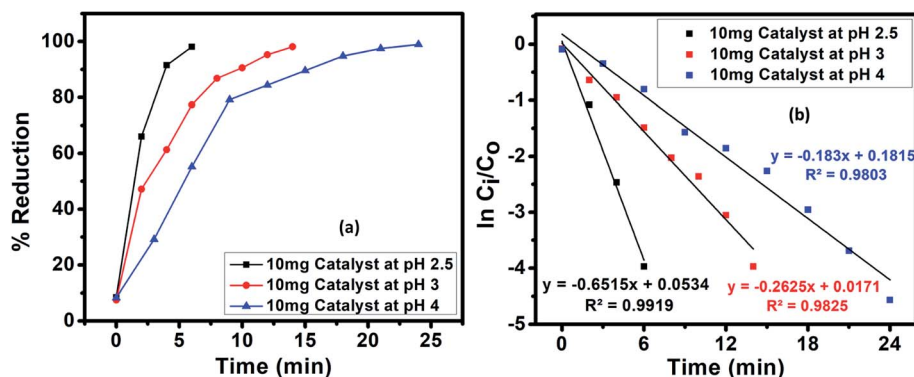 % Reduction
100
80
60
40
20
0
0 5 10 15 20 25
Time (min)
(a)
10mg Catalyst at pH 2.5
10mg Catalyst at pH 3
10mg Catalyst at pH 4
ln Cᵢ/Cₒ
0
-1
-2
-3
-4
-5
0 6 12 18 24
Time (min)
10mg Catalyst at pH 2.5
10mg Catalyst at pH 3
10mg Catalyst at pH 4
(b)
y = -0.183x + 0.1815
R² = 0.9803
y = -0.6515x + 0.0534
R² = 0.9919
y = -0.2625x + 0.0171
R² = 0.9825